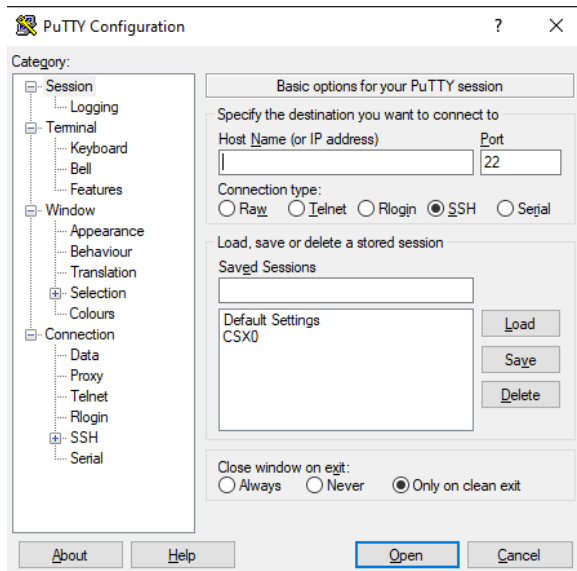 PuTTY Configuration
?
Category:
Session
Logging
Terminal
Keyboard
Bell
Features
Window
Appearance
Behaviour
Translation
Selection
Colours
Connection
Data
Proxy
Telnet
Rlogin
SSH
Serial
Basic options for your PuTTY session
Specify the destination you want to connect to
Host Name (or IP address) Port
22
Connection type:
Raw Telnet Rlogin SSH Serial
Load, save or delete a stored session
Saved Sessions
Default Settings
CSX0
Load
Save
Delete
Close window on exit:
Always Never Only on clean exit
About Help Open Cancel